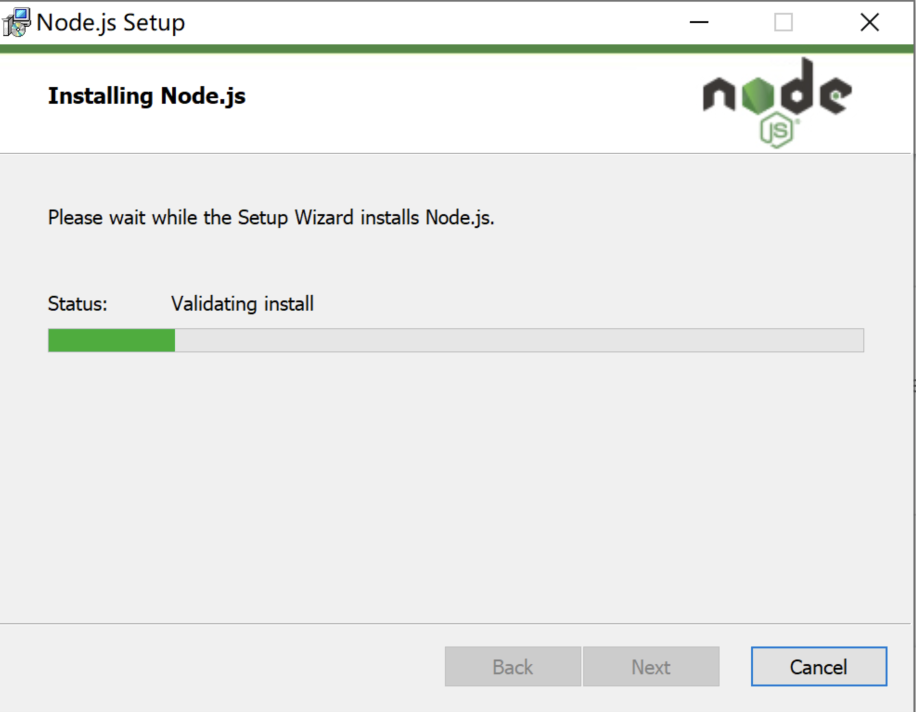 Node.js Setup
Installing Node.js
node
JS
®
Please wait while the Setup Wizard installs Node.js.
Status: Validating install
Back Next Cancel